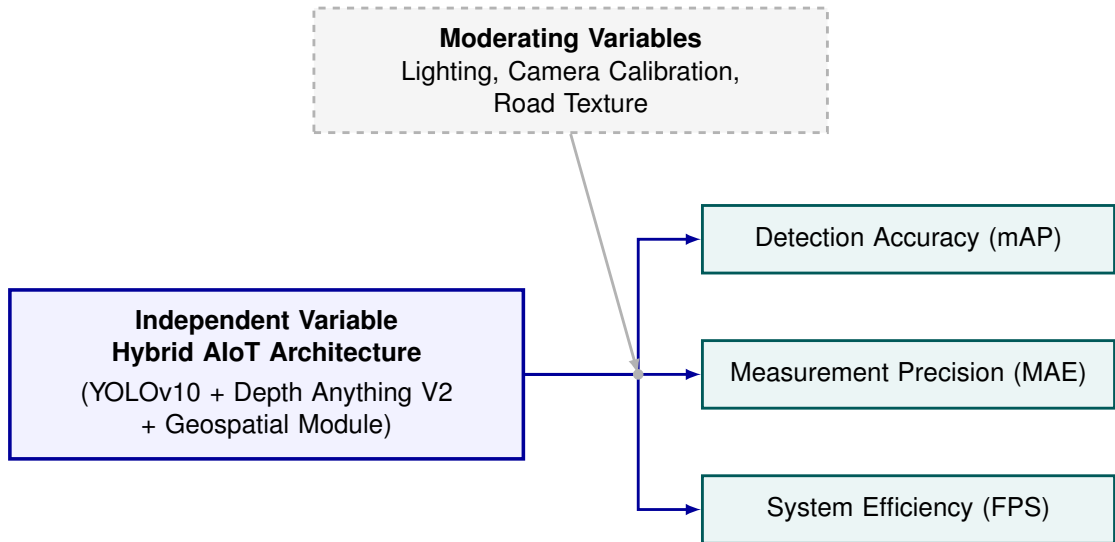 Moderating Variables
Lighting, Camera Calibration,
Road Texture
Detection Accuracy (mAP)
Independent Variable
Hybrid AIoT Architecture
(YOLOv10 + Depth Anything V2
+ Geospatial Module)
Measurement Precision (MAE)
System Efficiency (FPS)